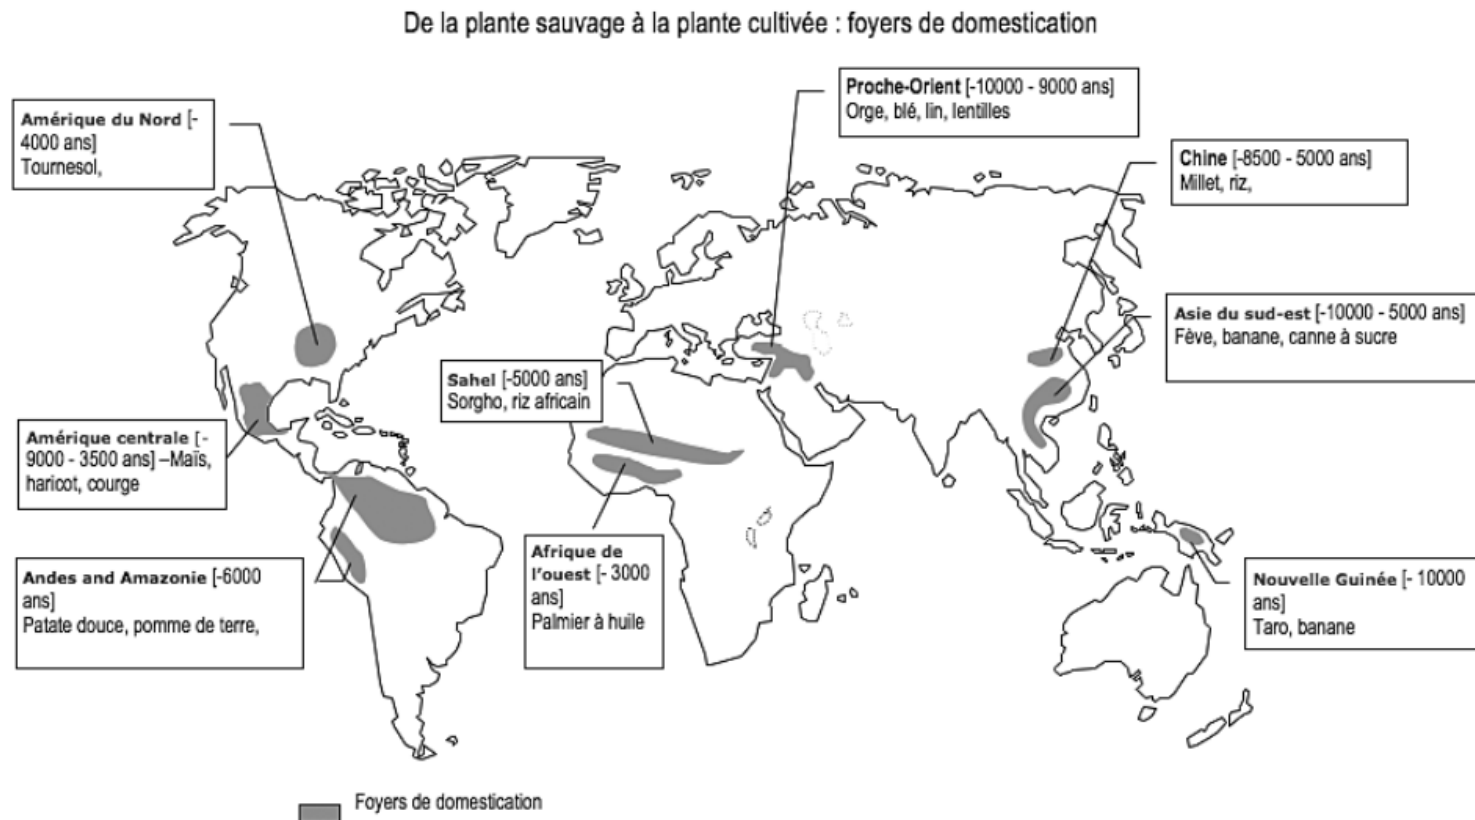 De la plante sauvage à la plante cultivée : foyers de domestication
Proche-Orient [-10000 - 9000 ans]
Orge, blé, lin, lentilles
Amérique du Nord [-
4000 ans]
Tournesol,
Chine [-8500 - 5000 ans]
Millet, riz,
Asie du sud-est [-10000 - 5000 ans]
Fève, banane, canne à sucre
Sahel [-5000 ans]
Sorgho, riz africain
Amérique centrale [-
9000 - 3500 ans] –Maïs,
haricot, courge
Afrique de
l'ouest [- 3000
ans]
Palmier à huile
Andes and Amazonie [-6000
ans]
Patate douce, pomme de terre,
Nouvelle Guinée [- 10000
ans]
Taro, banane
Foyers de domestication